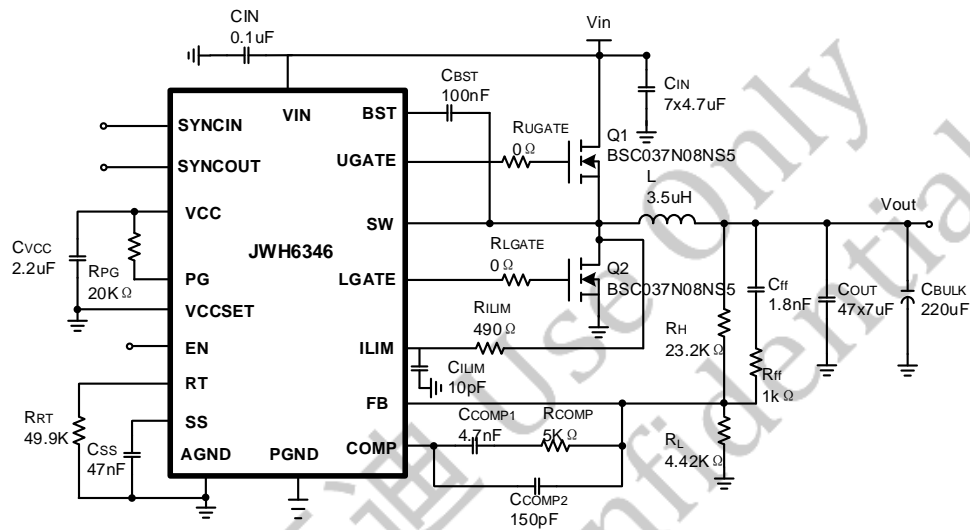 CIN
0.1uF
Vin
CIN
7x4.7uF
CBST
100nF
VIN
BST
SYNCIN
RUGATE
0Ω
Q1
BSC037N08NS5
UGATE
SYNCOUT
L
3.5uH
Vout
VCC
SW
JWH6346
CVCC
2.2uF
RPG
20KΩ
PG
LGATE
RLGATE
0Ω
Q2
BSC037N08NS5
Cff
1.8nF
COUT
47x7uF
CBULK
220uF
VCCSET
RILIM
490Ω
RH
23.2KΩ
EN
ILIM
CILIM
10pF
Rff
1kΩ
RT
FB
RRT
49.9K
CSS
47nF
SS
CCOMP1
4.7nF
RCOMP
5KΩ
RL
4.42KΩ
AGND
PGND
COMP
CCOMP2
150pF
Use Only
Confidential